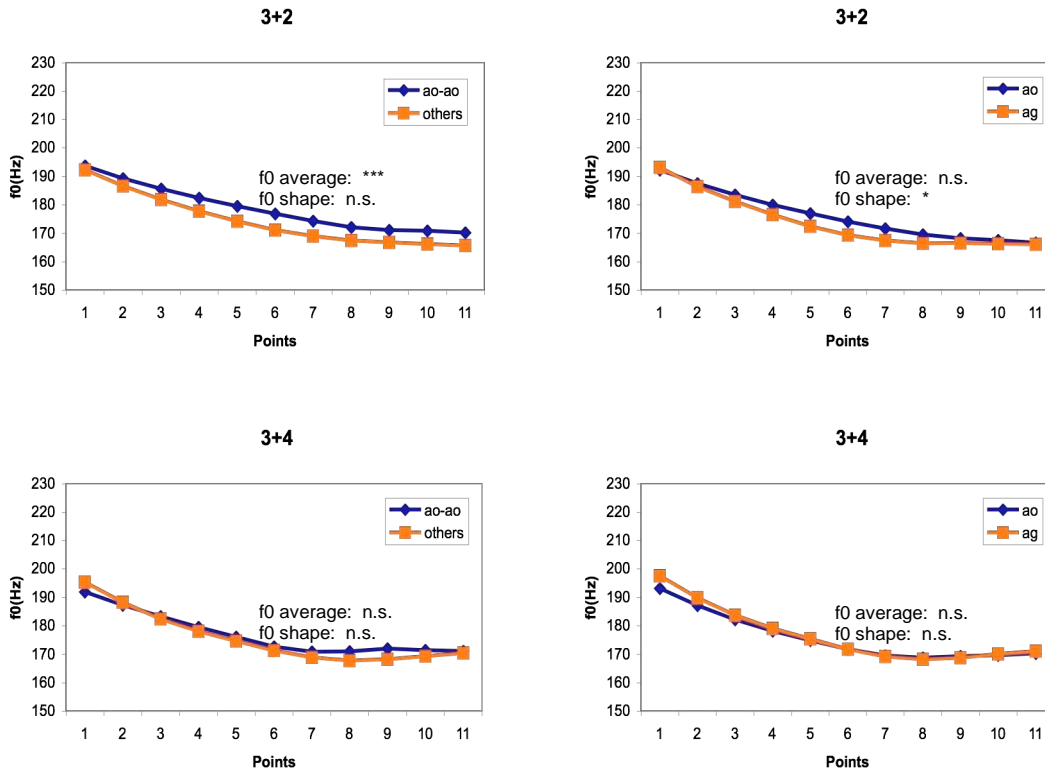 3+2
230
220
210
200
190
180
170
160
150
f0(Hz)
ao-ao
others
f0 average: ***
f0 shape: n.s.
1 2 3 4 5 6 7 8 9 10 11
Points
3+2
230
220
210
200
190
180
170
160
150
f0(Hz)
ao
ag
f0 average: n.s.
f0 shape: *
1 2 3 4 5 6 7 8 9 10 11
Points
3+4
230
220
210
200
190
180
170
160
150
f0(Hz)
ao-ao
others
f0 average: n.s.
f0 shape: n.s.
1 2 3 4 5 6 7 8 9 10 11
Points
3+4
230
220
210
200
190
180
170
160
150
f0(Hz)
ao
ag
f0 average: n.s.
f0 shape: n.s.
1 2 3 4 5 6 7 8 9 10 11
Points